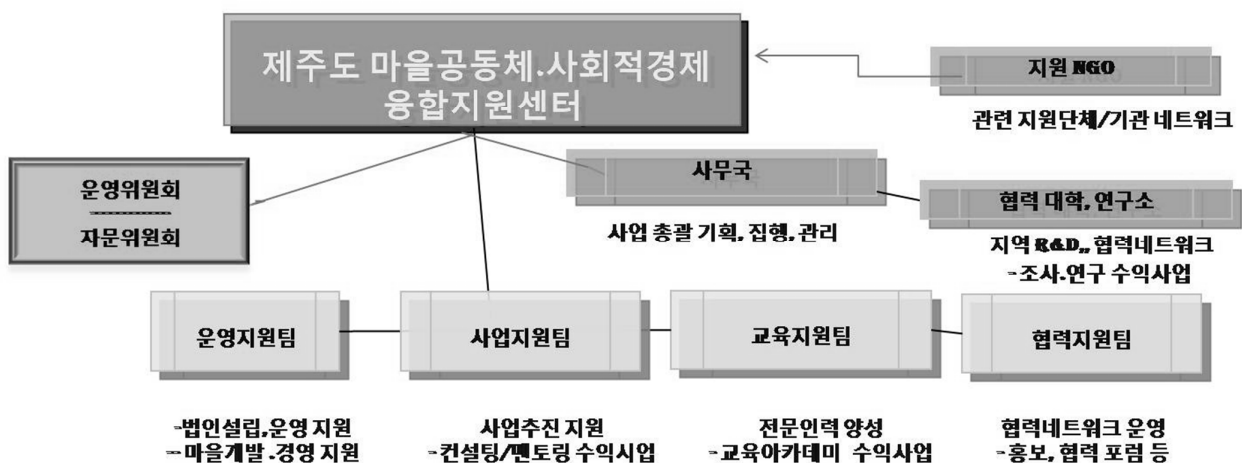 제주도 마을공동체.사회적경제
융합지원센터
지원 NGO
관련 지원단체/기관 네트워크
운영위원회
자문위원회
사무국
사업 총괄 기획, 집행, 관리
협력 대학, 연구소
지역 R&D,, 협력네트워크
-조사.연구 수익사업
운영지원팀
사업지원팀
교육지원팀
협력지원팀
-법인설립,운영 지원
-마을개발 .경영 지원
사업추진 지원
-컨설팅/멘토링 수익사업
전문인력 양성
-교육아카데미 수익사업
협력네트워크 운영
-홍보, 협력 포럼 등